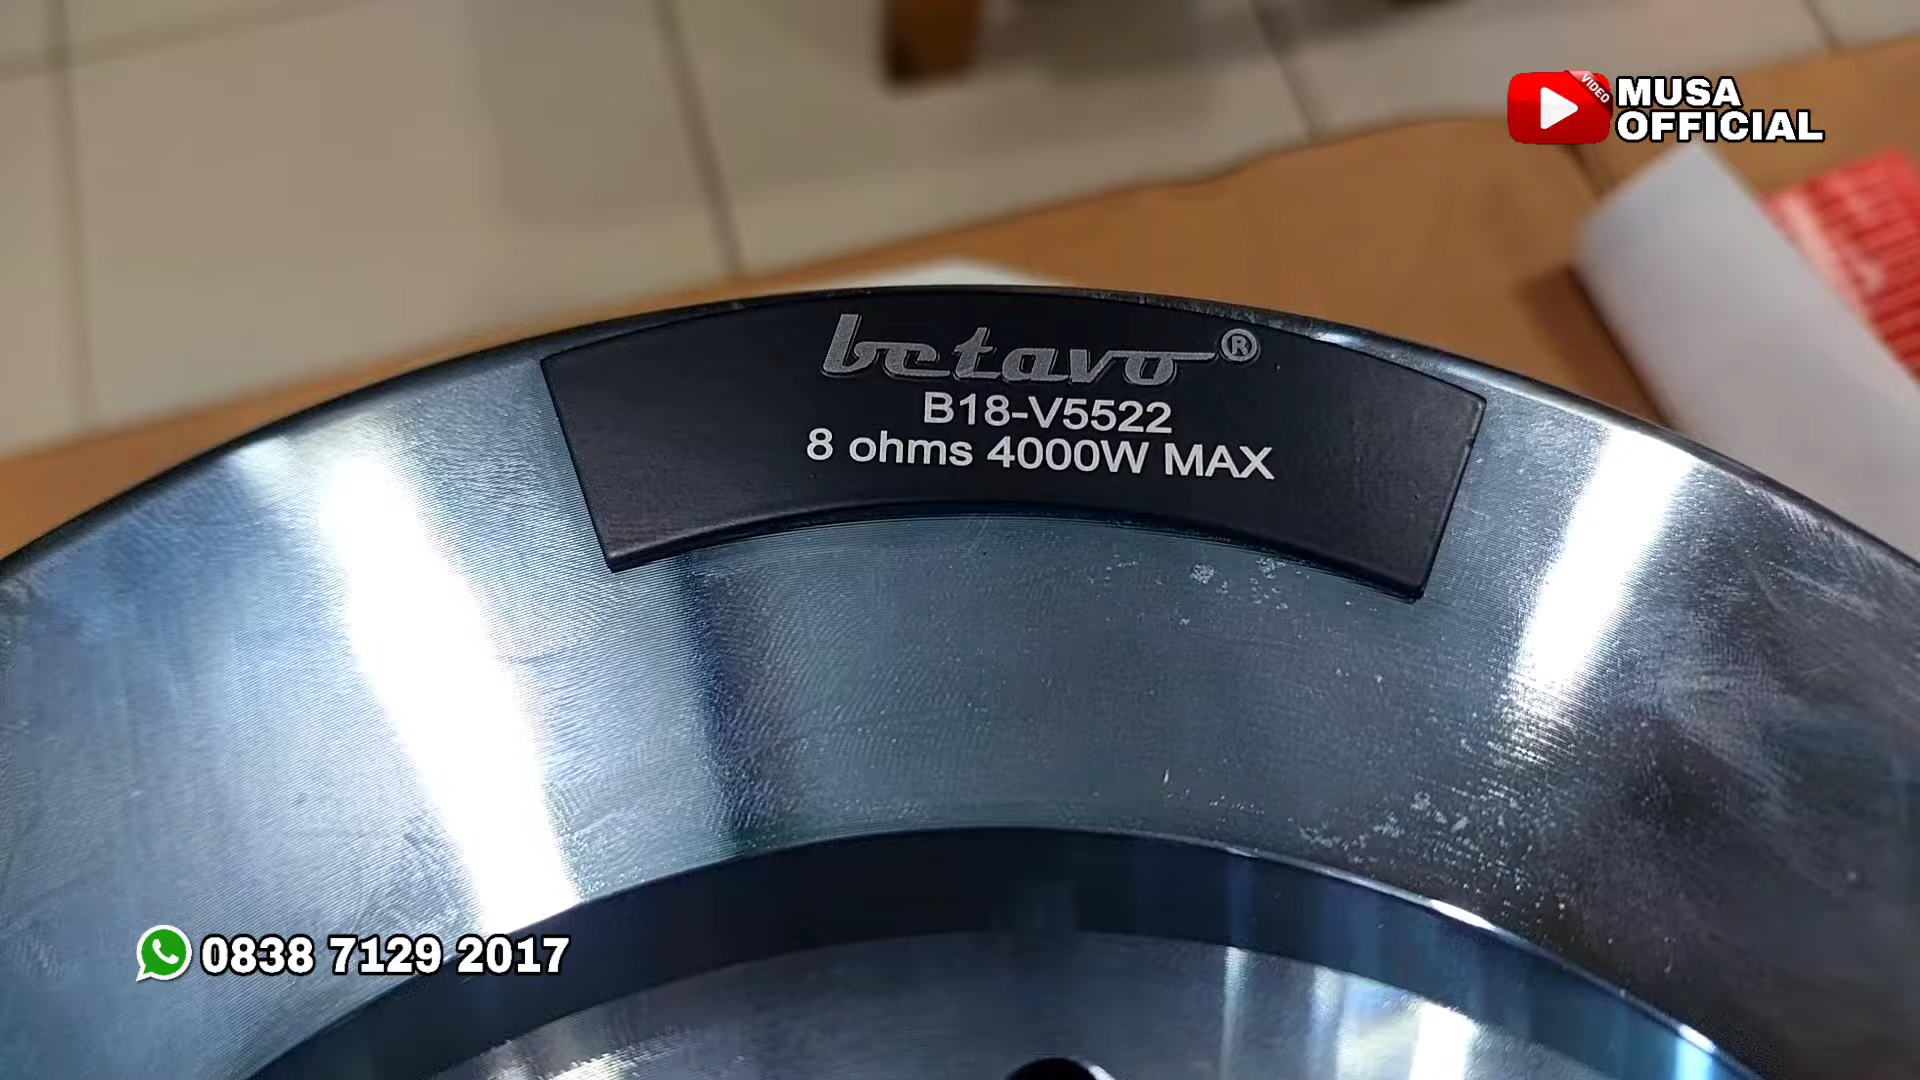 VIDEO
MUSA
OFFICIAL
betavo®
B18-V5522
8 ohms 4000W MAX
0838 7129 2017